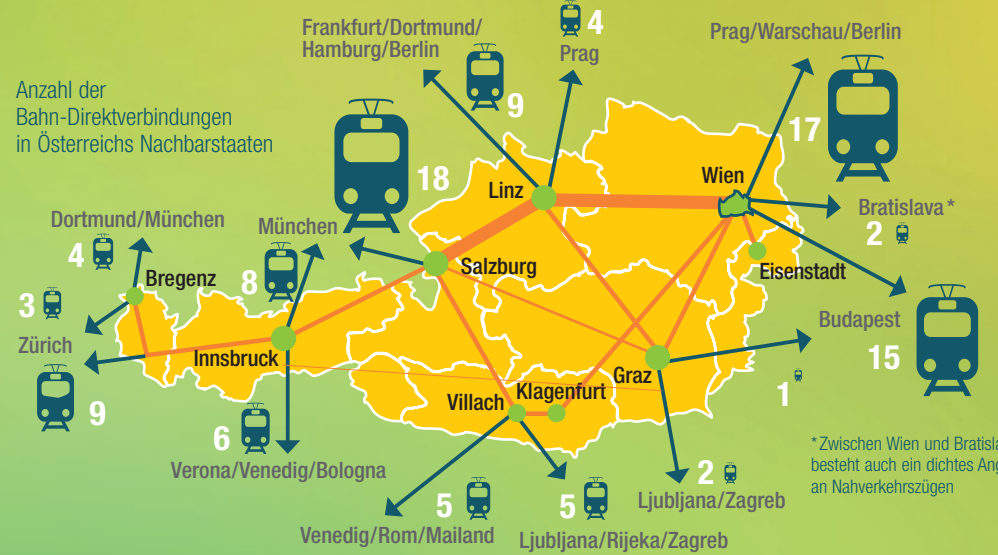 Anzahl der
Bahn-Direktverbindungen
in Österreichs Nachbarstaaten
Frankfurt/Dortmund/
Hamburg/Berlin
9
4
Prag
Prag/Warschau/Berlin
17
18
München
8
Dortmund/München
4
Bregenz
3
Zürich
9
Innsbruck
6
Verona/Venedig/Bologna
Salzburg
Linz
Wien
Bratislava*
2
Eisenstadt
Budapest
15
1
Graz
Klagenfurt
Villach
2
Ljubljana/Zagreb
5
Venedig/Rom/Mailand
5
Ljubljana/Rijeka/Zagreb
*Zwischen Wien und
besteht auch ein dichtes
an Nahverkehrszügen